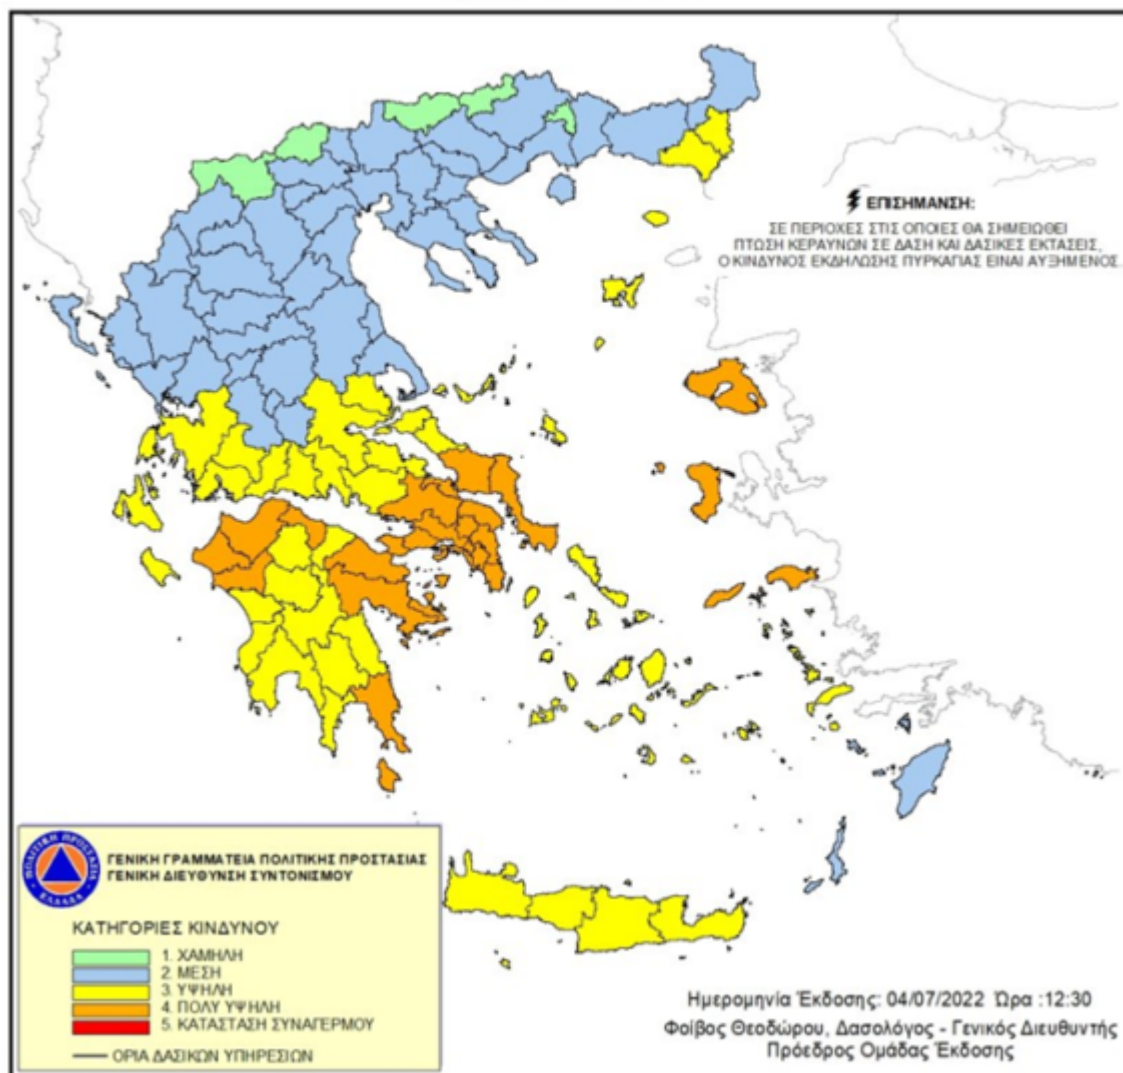 ΕΠΙΣΗΜΑΝΣΗ:
ΣΕ ΠΕΡΙΟΧΕΣ ΣΤΙΣ ΟΠΟΙΕΣ ΘΑ ΣΗΜΕΙΩΘΕΙ
ΠΤΩΣΗ ΚΕΡΑΥΝΩΝ ΣΕ ΔΑΣΗ ΚΑΙ ΔΑΣΙΚΕΣ ΕΚΤΑΣΕΙΣ,
Ο ΚΙΝΔΥΝΟΣ ΕΚΔΗΛΩΣΗΣ ΠΥΡΚΑΓΙΑΣ ΕΙΝΑΙ ΑΥΞΗΜΕΝΟΣ.
ΠΟΛΙΤΙΚΗ ΠΡΟΣΤΑΣΙΑ
ΕΛΛΑΔΑ
ΓΕΝΙΚΗ ΓΡΑΜΜΑΤΕΙΑ ΠΟΛΙΤΙΚΗΣ ΠΡΟΣΤΑΣΙΑΣ
ΓΕΝΙΚΗ ΔΙΕΥΘΥΝΣΗ ΣΥΝΤΟΝΙΣΜΟΥ
ΚΑΤΗΓΟΡΙΕΣ ΚΙΝΔΥΝΟΥ
1. ΧΑΜΗΛΗ
2. ΜΕΣΗ
3. ΥΨΗΛΗ
4. ΠΟΛΥ ΥΨΗΛΗ
5. ΚΑΤΑΣΤΑΣΗ ΣΥΝΑΓΕΡΜΟΥ
ΟΡΙΑ ΔΑΣΙΚΩΝ ΥΠΗΡΕΣΙΩΝ
Ημερομηνία Έκδοσης: 04/07/2022 Ώρα :12:30
Φοίβος Θεοδώρου, Δασολόγος - Γενικός Διευθυντής
Πρόεδρος Ομάδας Έκδοσης